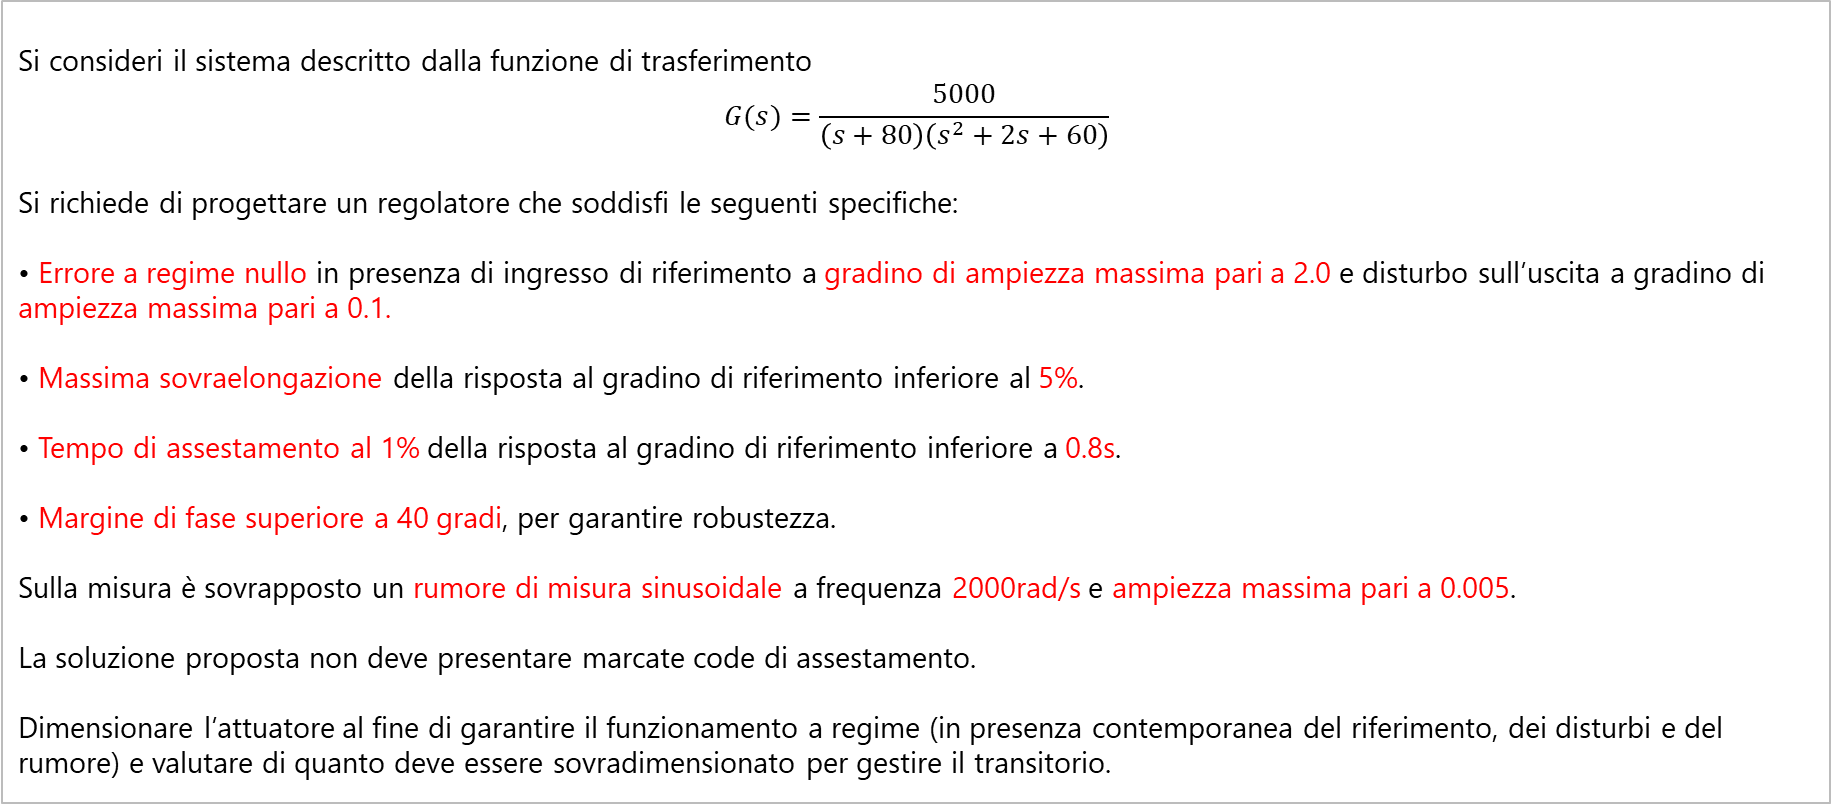 Si consideri il sistema descritto dalla funzione di trasferimento
G(s) = 5000 / ((s + 80)(s² + 2s + 60))
Si richiede di progettare un regolatore che soddisfi le seguenti specifiche:
• Errore a regime nullo in presenza di ingresso di riferimento a gradino di ampiezza massima pari a 2.0 e disturbo sull’uscita a gradino di
ampiezza massima pari a 0.1.
• Massima sovraelongazione della risposta al gradino di riferimento inferiore al 5%.
• Tempo di assestamento al 1% della risposta al gradino di riferimento inferiore a 0.8s.
• Margine di fase superiore a 40 gradi, per garantire robustezza.
Sulla misura è sovrapposto un rumore di misura sinusoidale a frequenza 2000rad/s e ampiezza massima pari a 0.005.
La soluzione proposta non deve presentare marcate code di assestamento.
Dimensionare l‘attuatore al fine di garantire il funzionamento a regime (in presenza contemporanea del riferimento, dei disturbi e del
rumore) e valutare di quanto deve essere sovradimensionato per gestire il transitorio.